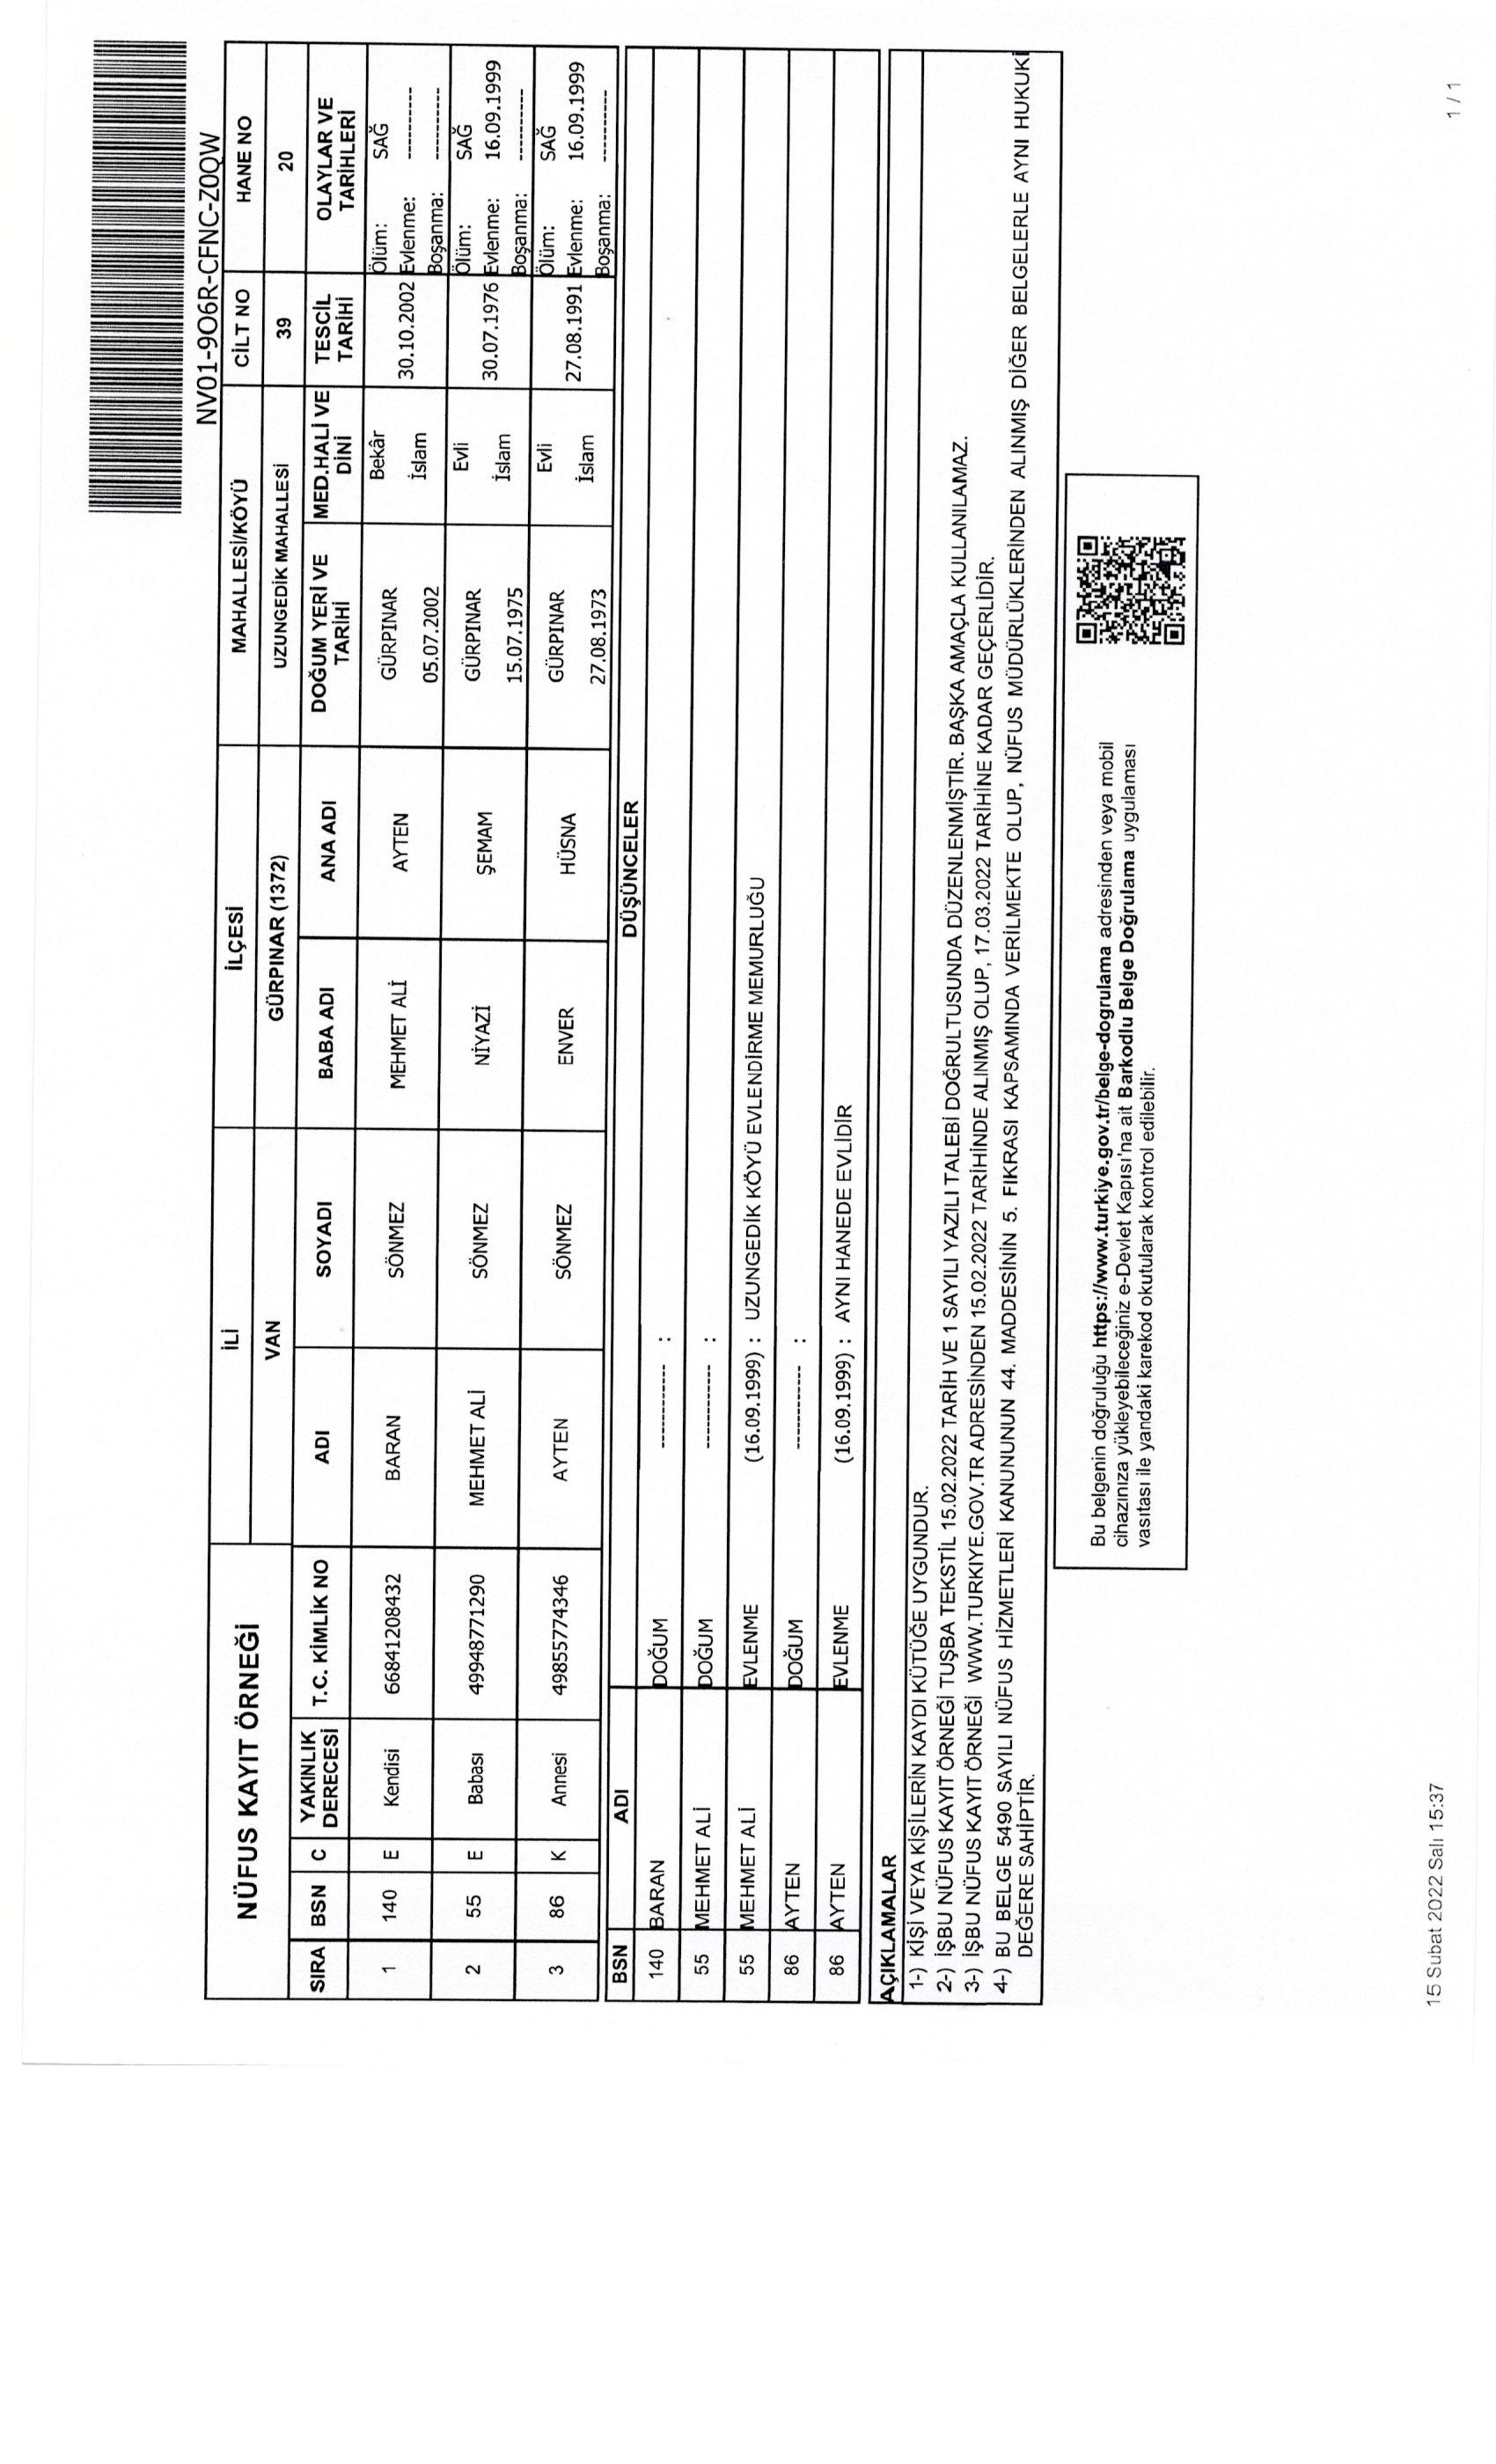 NV01-9O6R-CFNC-Z0QW
NÜFUS KAYIT ÖRNEĞİ İLİ İLÇESİ MAHALLESİ/KÖYÜ CİLT NO HANE NO
VAN GÜRPINAR (1372) UZUNGEDİK MAHALLESİ 39 20
SIRA BSN C YAKINLIK DERECESİ T.C. KİMLİK NO ADI SOYADI BABA ADI ANA ADI DOĞUM YERİ VE TARİHİ MED.HALİ VE DİNİ TESCİL TARİHİ OLAYLAR VE TARİHLERİ
1 140 E Kendisi 66841208432 BARAN SÖNMEZ MEHMET ALİ AYTEN GÜRPINAR 05.07.2002 Bekâr İslam 30.10.2002 Ölüm: SAĞ Evlenme: ---------- Boşanma: ----------
2 55 E Babası 49948771290 MEHMET ALİ SÖNMEZ NİYAZİ ŞEMAM GÜRPINAR 15.07.1975 Evli İslam 30.07.1976 Ölüm: SAĞ Evlenme: 16.09.1999 Boşanma: ----------
3 86 K Annesi 49855774346 AYTEN SÖNMEZ ENVER HÜSNA GÜRPINAR 27.08.1973 Evli İslam 27.08.1991 Ölüm: SAĞ Evlenme: 16.09.1999 Boşanma: ----------
BSN ADI DÜŞÜNCELER
140 BARAN DOĞUM ------------ :
55 MEHMET ALİ DOĞUM ------------ :
55 MEHMET ALİ EVLENME (16.09.1999) : UZUNGEDİK KÖYÜ EVLENDİRME MEMURLUĞU
86 AYTEN DOĞUM ------------ :
86 AYTEN EVLENME (16.09.1999) : AYNI HANEDE EVLİDİR
AÇIKLAMALAR
1-) KİŞİ VEYA KİŞİLERİN KAYDI KÜTÜĞE UYGUNDUR.
2-) İŞBU NÜFUS KAYIT ÖRNEĞİ TUŞBA TEKSTİL 15.02.2022 TARİH VE 1 SAYILI YAZILI TALEBİ DOĞRULTUSUNDA DÜZENLENMİŞTİR. BAŞKA AMAÇLA KULLANILAMAZ.
3-) İŞBU NÜFUS KAYIT ÖRNEĞİ WWW.TURKIYE.GOV.TR ADRESİNDEN 15.02.2022 TARİHİNDE ALINMIŞ OLUP, 17.03.2022 TARİHİNE KADAR GEÇERLİDİR.
4-) BU BELGE 5490 SAYILI NÜFUS HİZMETLERİ KANUNUNUN 44. MADDESİNİN 5. FIKRASI KAPSAMINDA VERİLMEKTE OLUP, NÜFUS MÜDÜRLÜKLERİNDEN ALINMIŞ DİĞER BELGELERLE AYNI HUKUKİ
DEĞERE SAHİPTİR.
Bu belgenin doğruluğu https://www.turkiye.gov.tr/belge-dogrulama adresinden veya mobil
cihazınıza yükleyebileceğiniz e-Devlet Kapısı'na ait Barkodlu Belge Doğrulama uygulaması
vasıtası ile yandaki karekod okutularak kontrol edilebilir.
15 Subat 2022 Salı 15:37
1 / 1